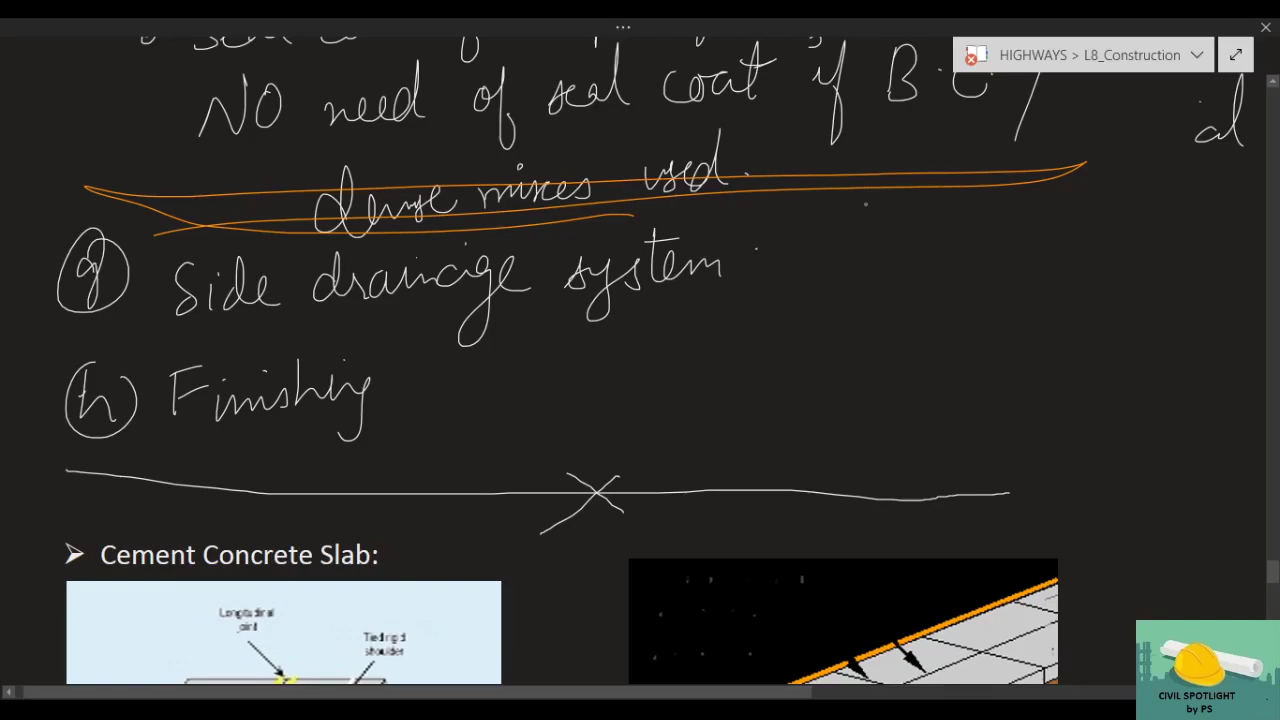 HIGHWAYS > L8_Construction
NO need of seal coat if B.C /
dense mixes used.
al
g) Side drainage system
h) Finishing
➤ Cement Concrete Slab:
Longitudinal
joint
Tied rigid
shoulder
CIVIL SPOTLIGHT
by PS